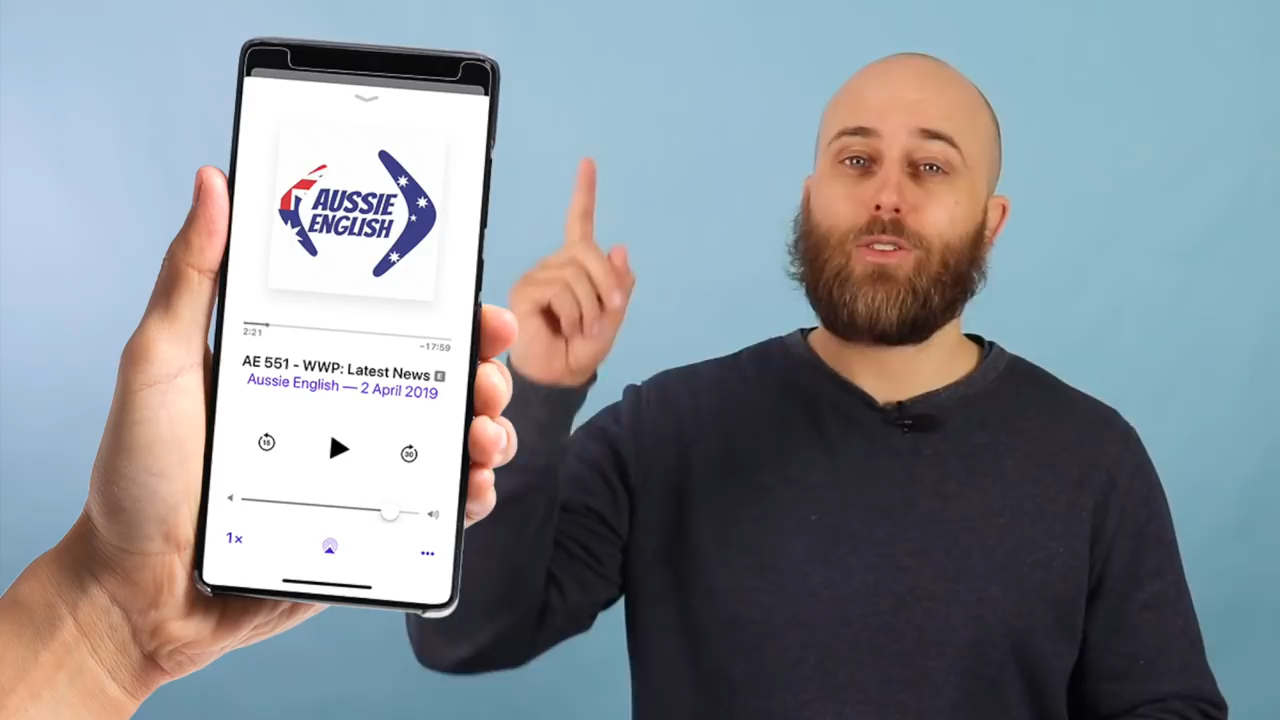 AUSSIE
ENGLISH
2:21
-17:59
AE 551 - WWP: Latest News E
Aussie English — 2 April 2019
15
30
1×